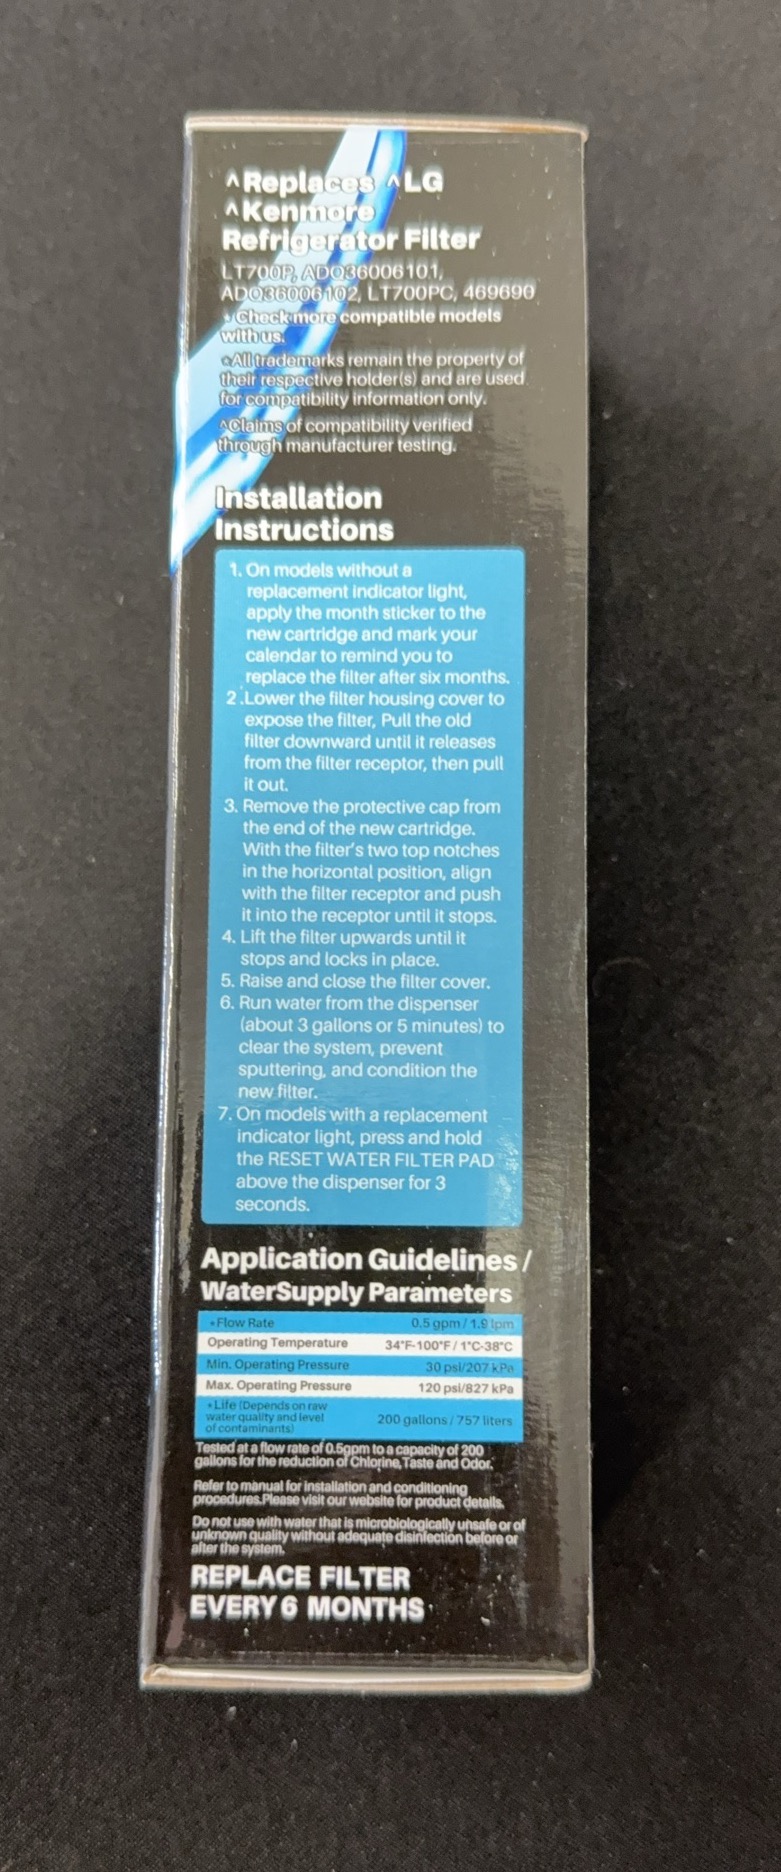 ^Replaces ^LG
^Kenmore
Refrigerator Filter
LT700P, ADQ36006101,
ADQ36006102, LT700PC, 469690
* Check more compatible models
with us.
*All trademarks remain the property of
their respective holder(s) and are used
for compatibility information only.
^Claims of compatibility verified
through manufacturer testing.
Installation
Instructions
1. On models without a
replacement indicator light,
apply the month sticker to the
new cartridge and mark your
calendar to remind you to
replace the filter after six months.
2 .Lower the filter housing cover to
expose the filter, Pull the old
filter downward until it releases
from the filter receptor, then pull
it out.
3. Remove the protective cap from
the end of the new cartridge.
With the filter's two top notches
in the horizontal position, align
with the filter receptor and push
it into the receptor until it stops.
4. Lift the filter upwards until it
stops and locks in place.
5. Raise and close the filter cover.
6. Run water from the dispenser
(about 3 gallons or 5 minutes) to
clear the system, prevent
sputtering, and condition the
new filter.
7. On models with a replacement
indicator light, press and hold
the RESET WATER FILTER PAD
above the dispenser for 3
seconds.
Application Guidelines /
WaterSupply Parameters
*Flow Rate 0.5 gpm / 1.9 lpm
Operating Temperature 34°F-100°F / 1°C-38°C
Min. Operating Pressure 30 psi/207 kPa
Max. Operating Pressure 120 psi/827 kPa
*Life (Depends on raw
water quality and level
of contaminants) 200 gallons / 757 liters
Tested at a flow rate of 0.5gpm to a capacity of 200
gallons for the reduction of Chlorine,Taste and Odor.
Refer to manual for installation and conditioning
procedures.Please visit our website for product details.
Do not use with water that is microbiologically unsafe or of
unknown quality without adequate disinfection before or
after the system.
REPLACE FILTER
EVERY 6 MONTHS